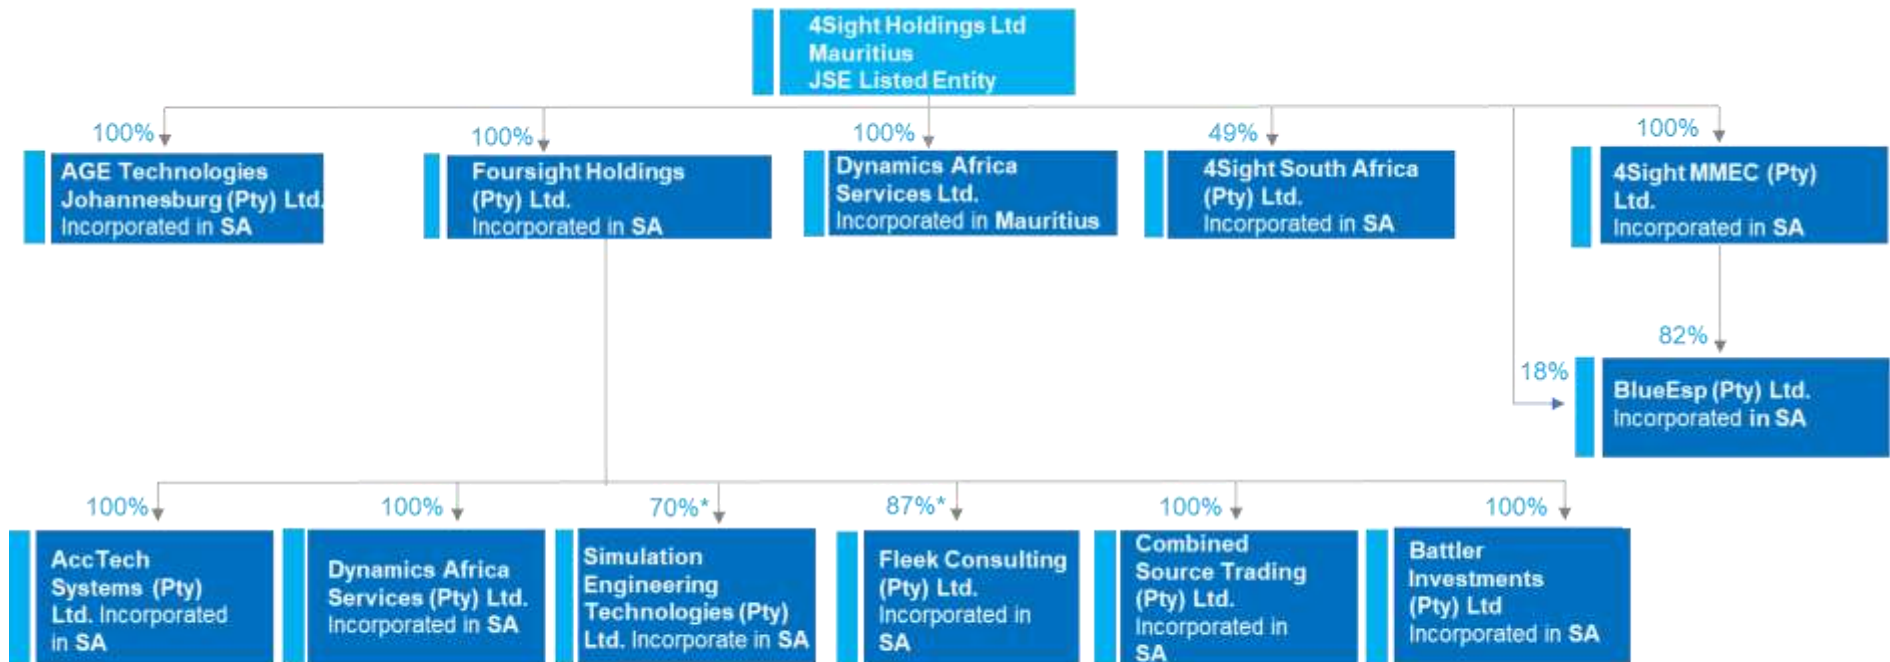 4Sight Holdings Ltd
Mauritius
JSE Listed Entity
100%
100%
100%
49%
100%
AGE Technologies
Johannesburg (Pty) Ltd.
Incorporated in SA
Foursight Holdings
(Pty) Ltd.
Incorporated in SA
Dynamics Africa
Services Ltd.
Incorporated in Mauritius
4Sight South Africa
(Pty) Ltd.
Incorporated in SA
4Sight MMEC (Pty)
Ltd.
Incorporated in SA
82%
18%
BlueEsp (Pty) Ltd.
Incorporated in SA
100%
100%
70%*
87%*
100%
100%
AccTech
Systems (Pty)
Ltd. Incorporated
in SA
Dynamics Africa
Services (Pty) Ltd.
Incorporated in SA
Simulation
Engineering
Technologies (Pty)
Ltd. Incorporate in SA
Fleek Consulting
(Pty) Ltd.
Incorporated in
SA
Combined
Source Trading
(Pty) Ltd.
Incorporated in
SA
Battler
Investments
(Pty) Ltd
Incorporated in SA